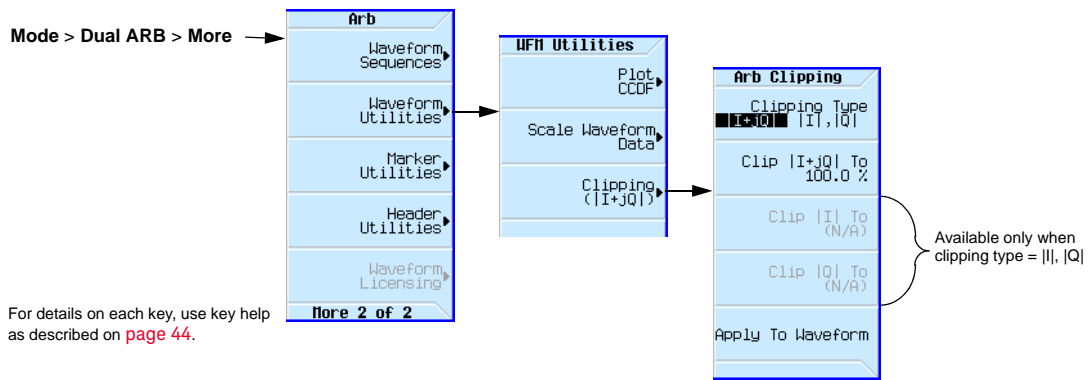 Mode > Dual ARB > More
Arb
Waveform
Sequences
Waveform
Utilities
Marker
Utilities
Header
Utilities
Waveform
Licensing
More 2 of 2
WFM Utilities
Plot
CCDF
Scale Waveform
Data
Clipping
(|I+jQ|)
Arb Clipping
Clipping Type
|I+jQ| |I|,|Q|
Clip |I+jQ| To
100.0 %
Clip |I| To
(N/A)
Clip |Q| To
(N/A)
Apply To Waveform
Available only when
clipping type = |I|, |Q|
For details on each key, use key help
as described on page 44.